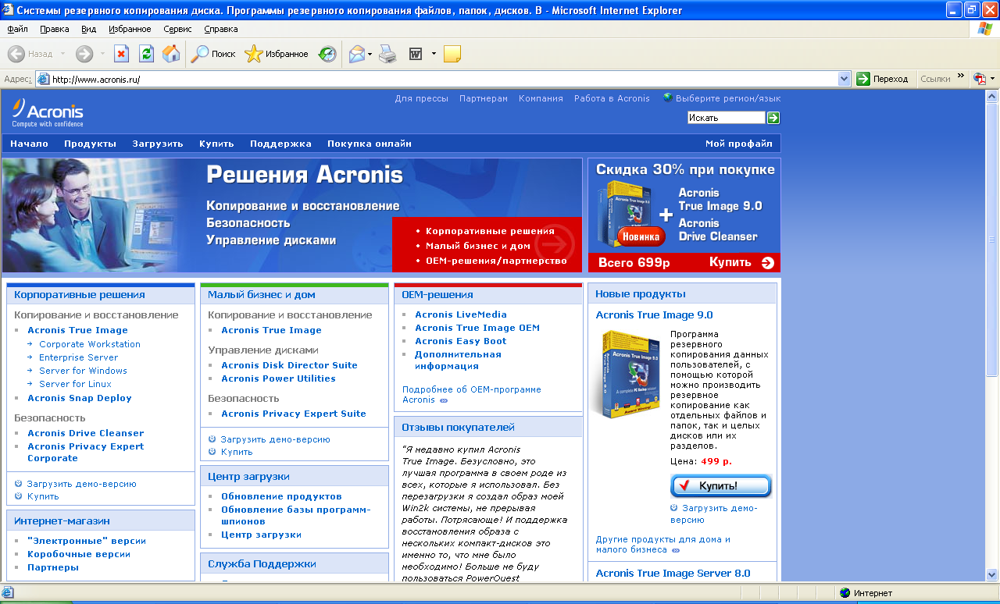 Системы резервного копирования диска. Программы резервного копирования файлов, папок, дисков. В - Microsoft Internet Explorer
Файл Правка Вид Избранное Сервис Справка
Назад Поиск Избранное
Адрес: http://www.acronis.ru/ Переход Ссылки
Acronis
Compute with confidence
Для прессы Партнерам Компания Работа в Acronis Выберите регион/язык
Искать
Начало Продукты Загрузить Купить Поддержка Покупка онлайн Мой профайл
Решения Acronis
Копирование и восстановление
Безопасность
Управление дисками
• Корпоративные решения
• Малый бизнес и дом
• OEM-решения/партнерство
Скидка 30% при покупке
Acronis
True Image 9.0
+
Acronis
Drive Cleanser
Новинка
Всего 699р Купить
Корпоративные решения
Копирование и восстановление
Acronis True Image
Corporate Workstation
Enterprise Server
Server for Windows
Server for Linux
Acronis Snap Deploy
Безопасность
Acronis Drive Cleanser
Acronis Privacy Expert
Corporate
Загрузить демо-версию
Купить
Интернет-магазин
"Электронные" версии
Коробочные версии
Партнеры
Малый бизнес и дом
Копирование и восстановление
Acronis True Image
Управление дисками
Acronis Disk Director Suite
Acronis Power Utilities
Безопасность
Acronis Privacy Expert Suite
Загрузить демо-версию
Купить
Центр загрузки
Обновление продуктов
Обновление базы программ-
шпионов
Центр загрузки
Служба Поддержки
OEM-решения
Acronis LiveMedia
Acronis True Image OEM
Acronis Easy Boot
Дополнительная
информация
Подробнее об OEM-программе
Acronis
Отзывы покупателей
"Я недавно купил Acronis
True Image. Безусловно, это
лучшая программа в своем роде из
всех, которые я использовал. Без
перезагрузки я создал образ моей
Win2k системы, не прерывая
работы. Потрясающе! И поддержка
восстановления образа с
нескольких компакт-дисков это
именно то, что мне было
необходимо! Больше не буду
пользоваться PowerQuest
Новые продукты
Acronis True Image 9.0
Программа
резервного
копирования данных
пользователей, с
помощью которой
можно производить
резервное
копирование как
отдельных файлов и
папок, так и целых
дисков или их
разделов.
Цена: 499 р.
Купить!
Загрузить демо-
версию
Другие продукты для дома и
малого бизнеса
Acronis True Image Server 8.0
Интернет